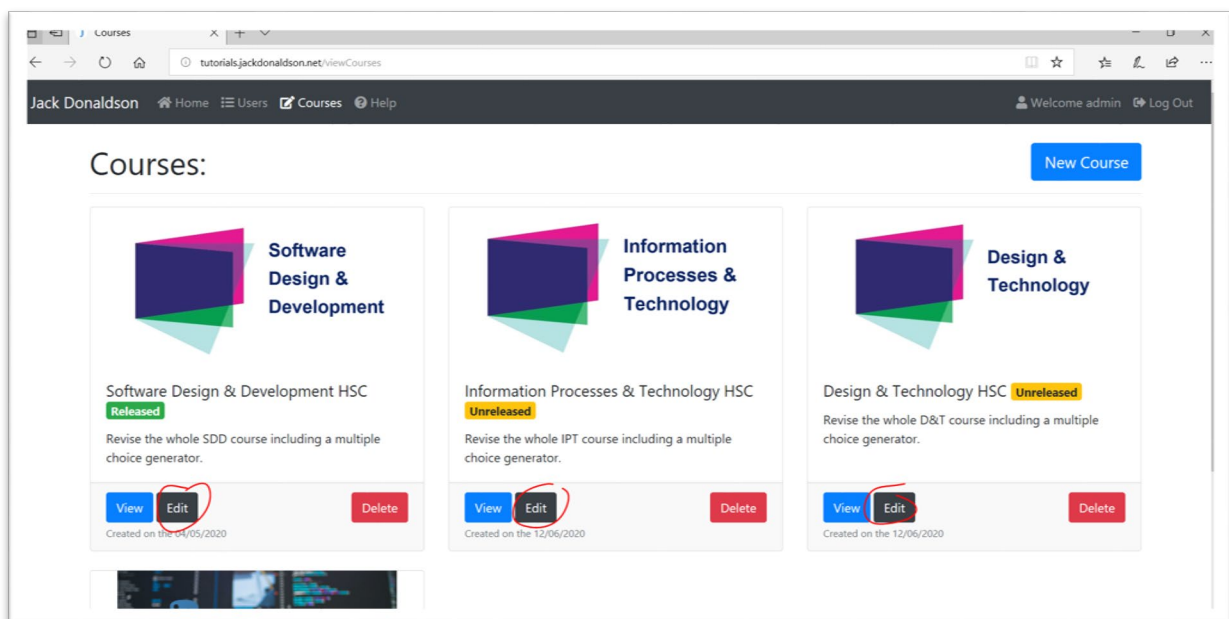 Courses
tutorials.jackdonaldson.net/viewCourses
Jack Donaldson Home Users Courses Help Welcome admin Log Out
Courses: New Course
Software
Design &
Development
Information
Processes &
Technology
Design &
Technology
Software Design & Development HSC
Released
Revise the whole SDD course including a multiple
choice generator.
View Edit Delete
Created on the 04/05/2020
Information Processes & Technology HSC
Unreleased
Revise the whole IPT course including a multiple
choice generator.
View Edit Delete
Created on the 12/06/2020
Design & Technology HSC Unreleased
Revise the whole D&T course including a multiple
choice generator.
View Edit Delete
Created on the 12/06/2020